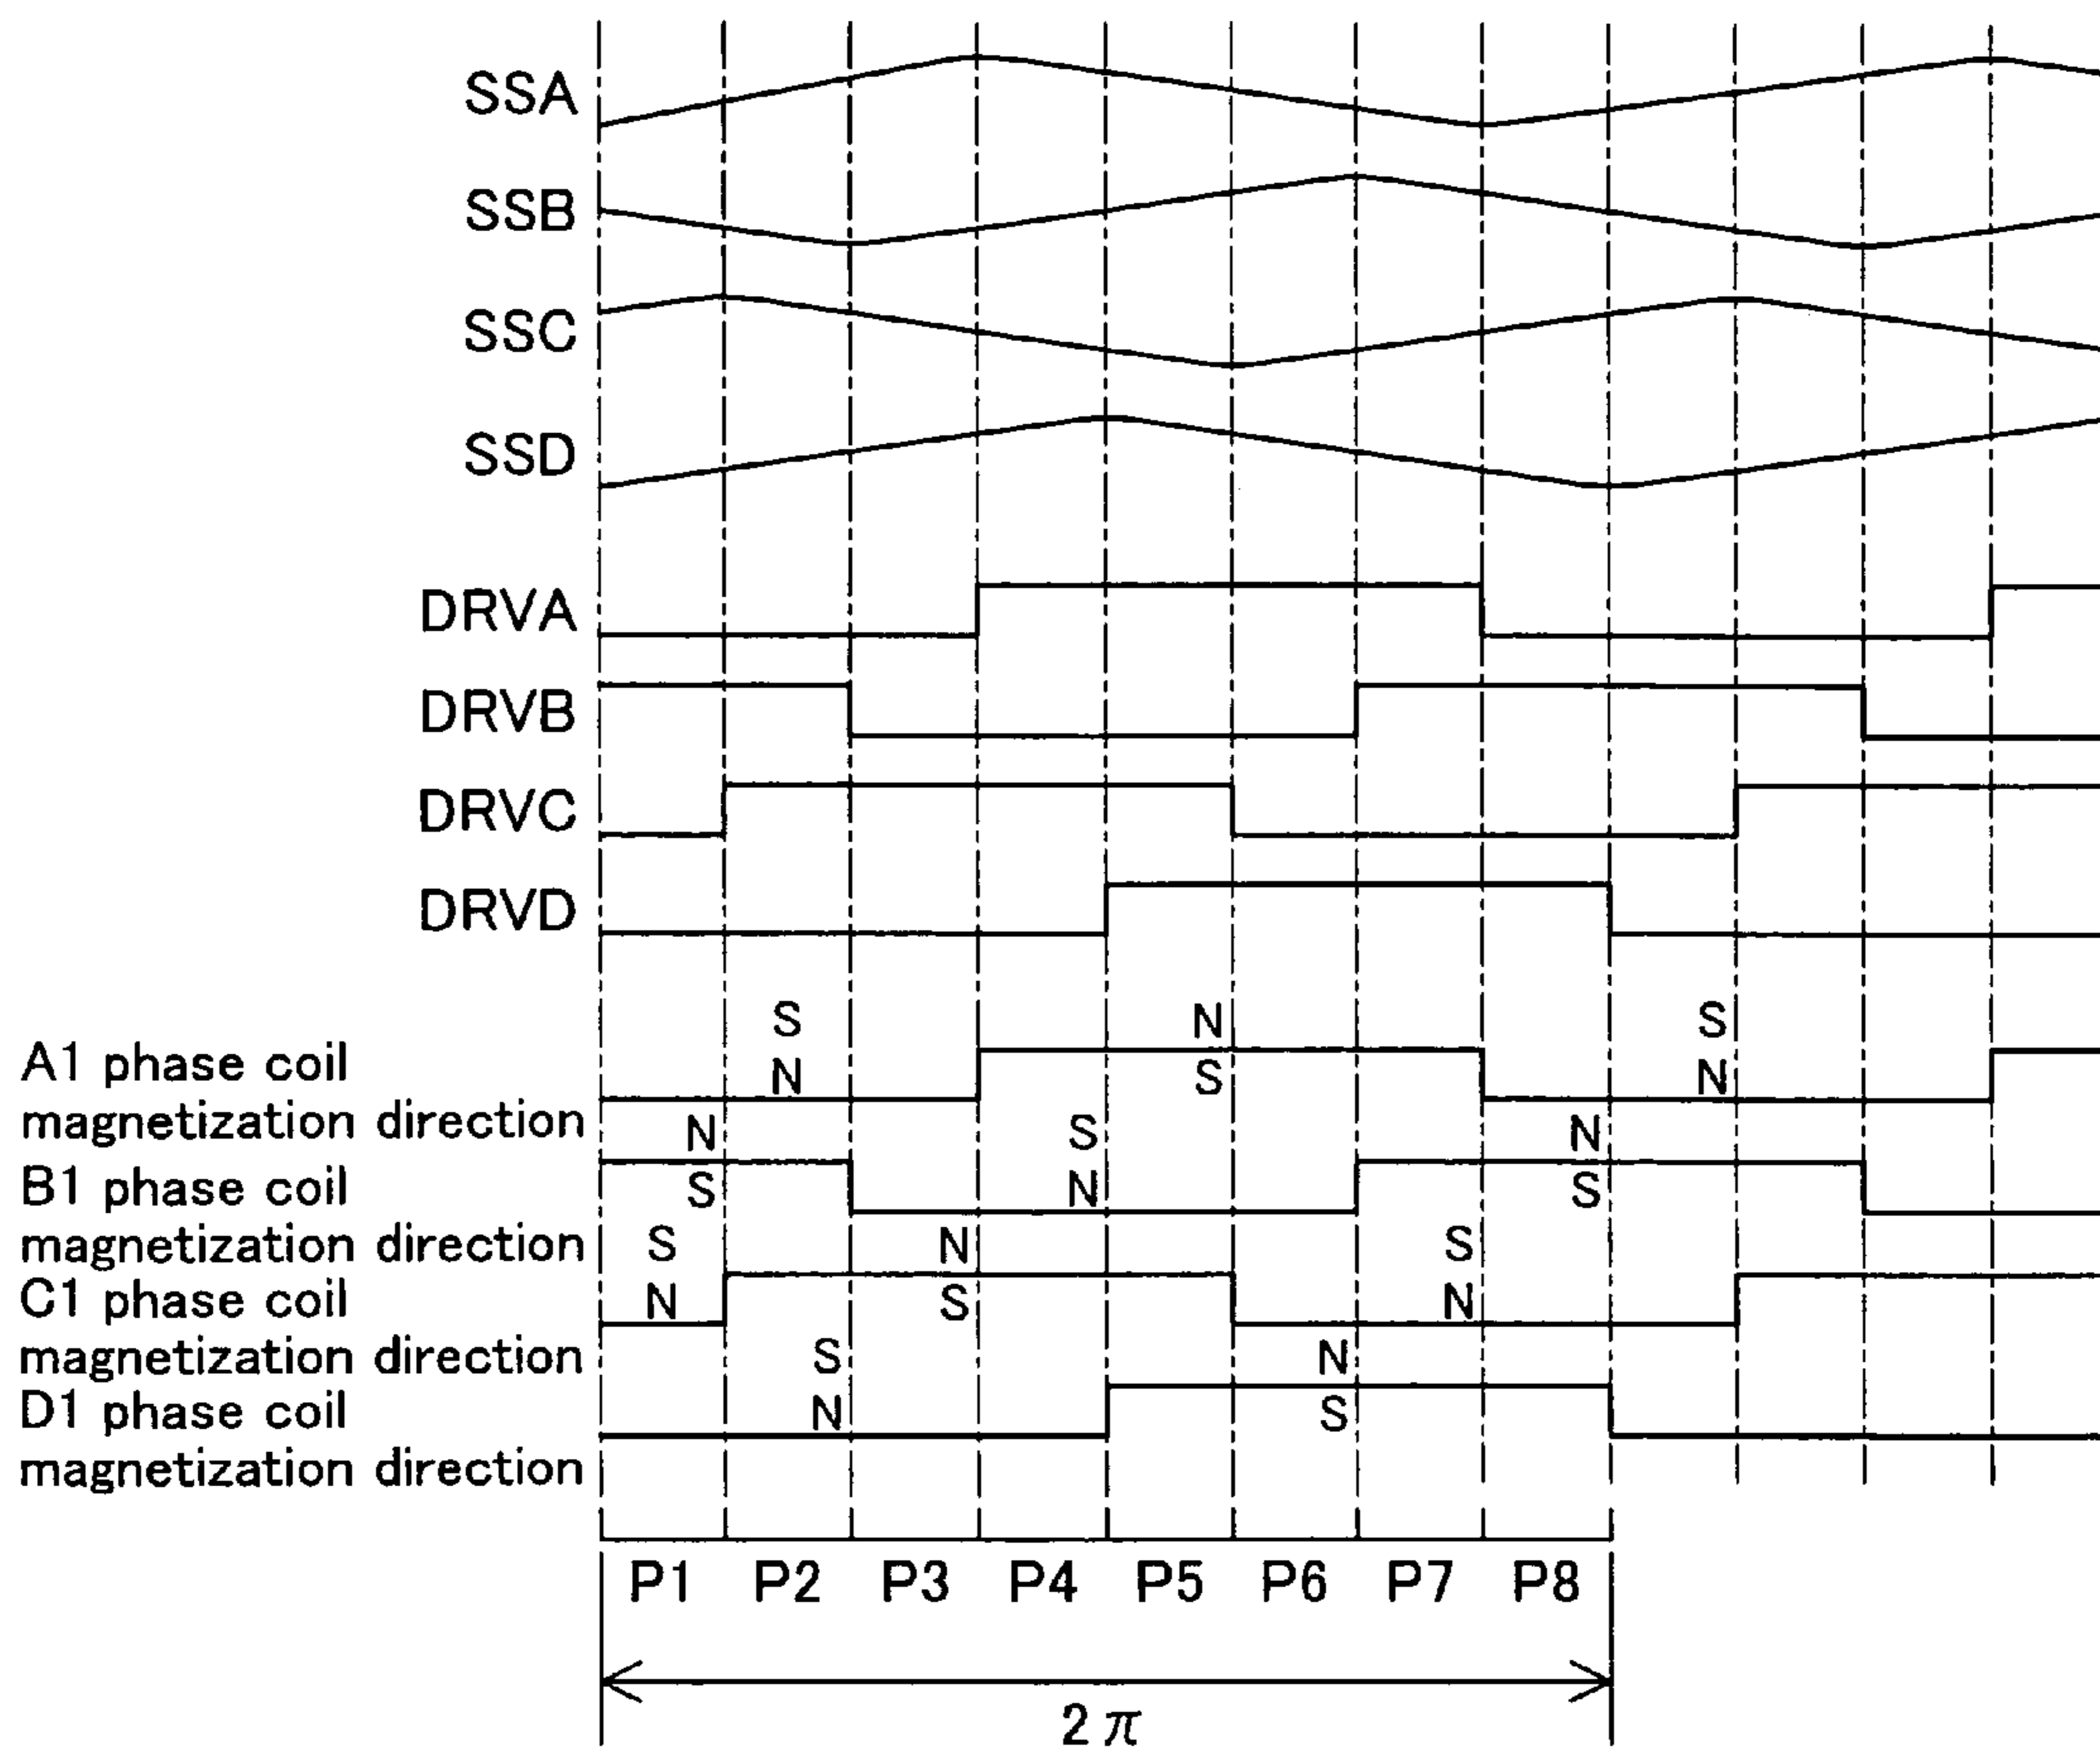 SSA
SSB
SSC
SSD
DRVA
DRVB
DRVC
DRVD
S N S
A1 phase coil N S N
magnetization direction N S N
B1 phase coil S N S
magnetization direction S N S
C1 phase coil N S N
magnetization direction S N
D1 phase coil N S
magnetization direction
P1 P2 P3 P4 P5 P6 P7 P8
2π